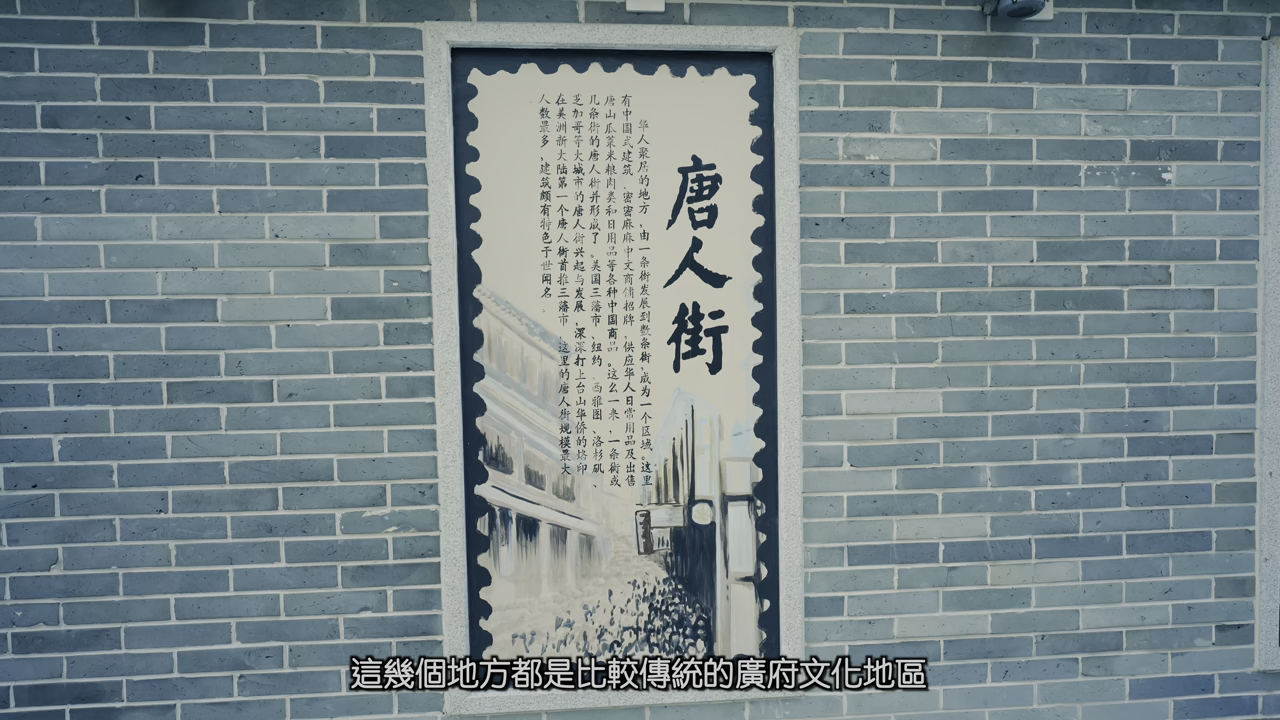 唐人街
华人聚居的地方，由一条街发展到数条街，成为一个区域。这里
有中国式建筑、密密麻麻中文商铺招牌，供应华人日常用品及出售
唐山瓜菜米粮肉类和日用品等各种中国商品。这么一来，一条街或
几条街的唐人街并形成了。美国三藩市、纽约、西雅图、洛杉矶、
芝加哥等大城市的唐人街兴起与发展，深深打上台山华侨的烙印
在美洲新大陆第一个唐人街首推三藩市，这里的唐人街规模最大
人数最多，建筑颇有特色于世闻名。
這幾個地方都是比較傳統的廣府文化地區